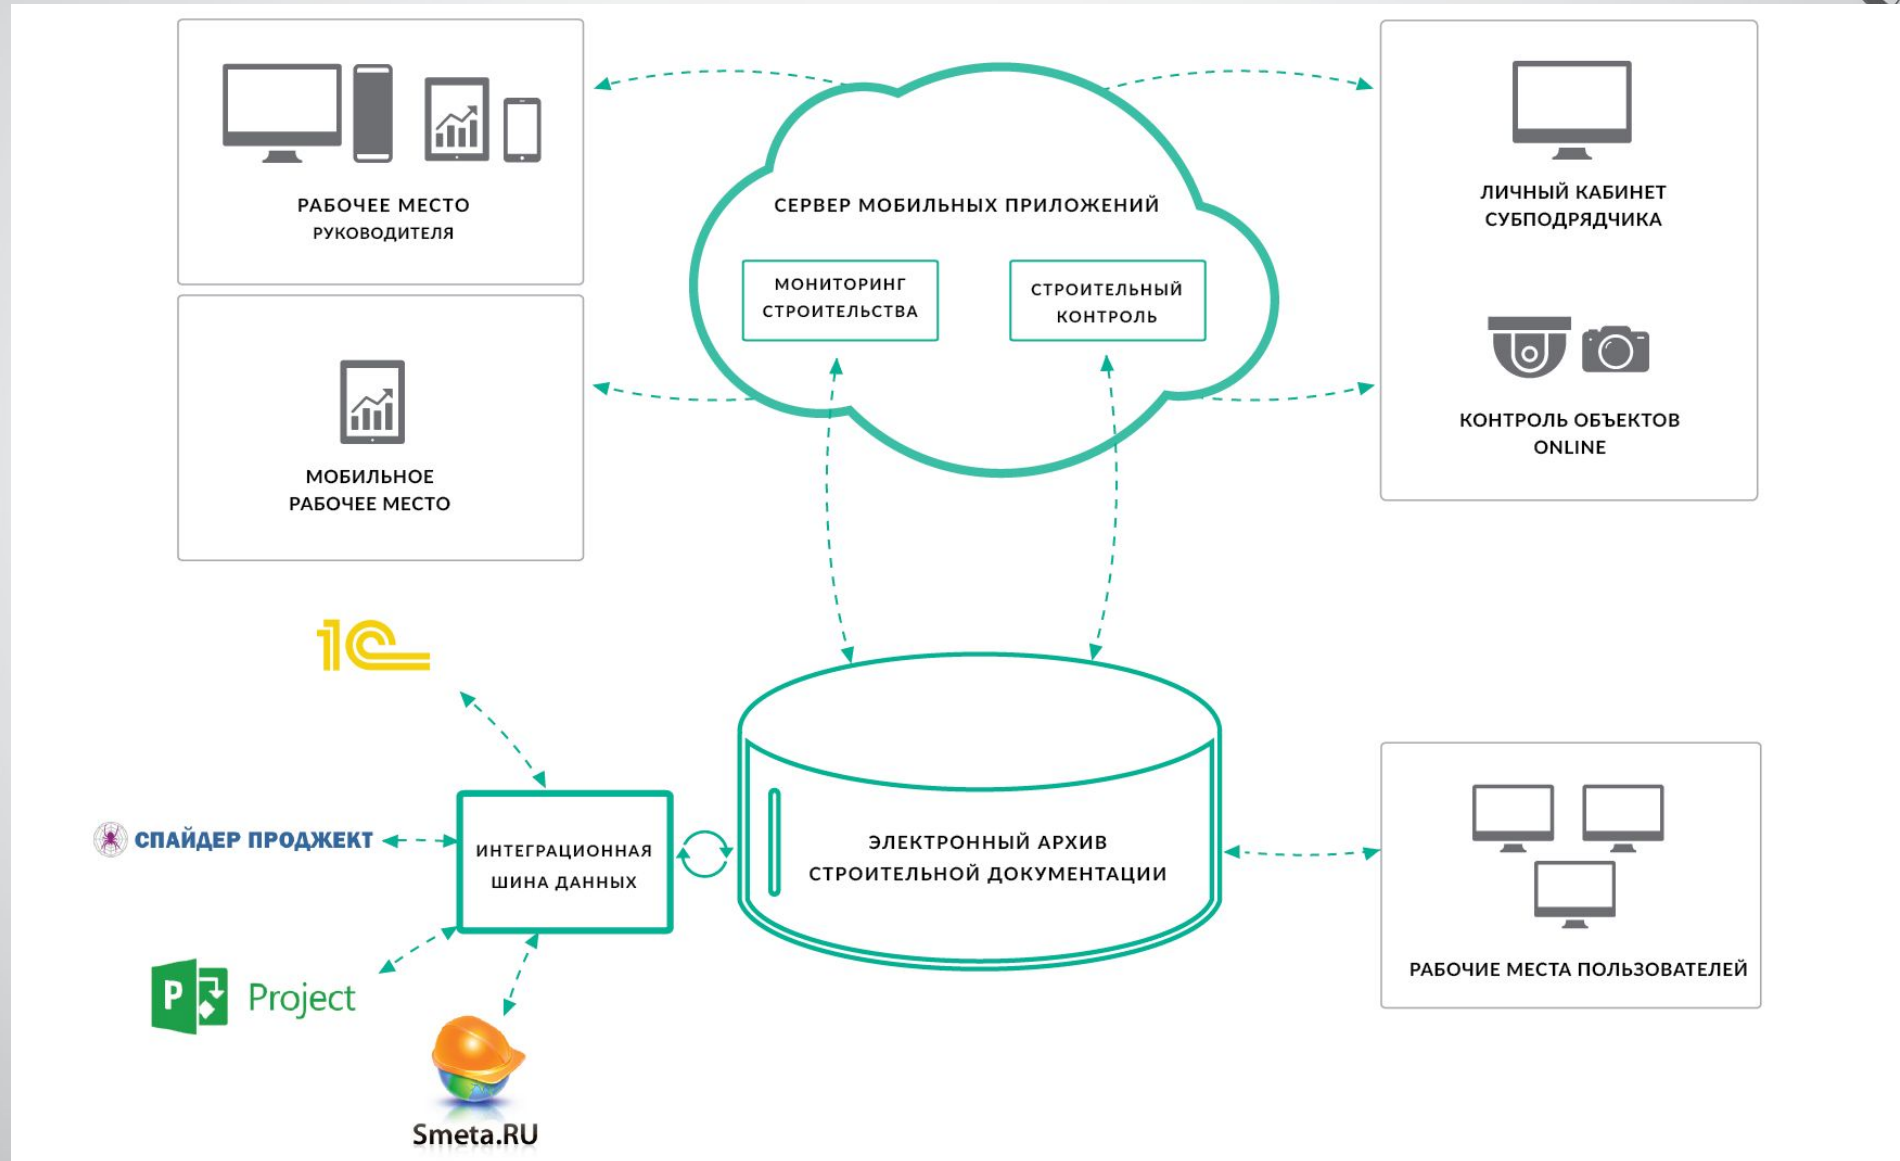 РАБОЧЕЕ МЕСТО
РУКОВОДИТЕЛЯ
МОБИЛЬНОЕ
РАБОЧЕЕ МЕСТО
СЕРВЕР МОБИЛЬНЫХ ПРИЛОЖЕНИЙ
МОНИТОРИНГ
СТРОИТЕЛЬСТВА
СТРОИТЕЛЬНЫЙ
КОНТРОЛЬ
ЛИЧНЫЙ КАБИНЕТ
СУБПОДРЯДЧИКА
КОНТРОЛЬ ОБЪЕКТОВ
ONLINE
1С
СПАЙДЕР ПРОДЖЕКТ
P
Project
Smeta.RU
ИНТЕГРАЦИОННАЯ
ШИНА ДАННЫХ
ЭЛЕКТРОННЫЙ АРХИВ
СТРОИТЕЛЬНОЙ ДОКУМЕНТАЦИИ
РАБОЧИЕ МЕСТА ПОЛЬЗОВАТЕЛЕЙ